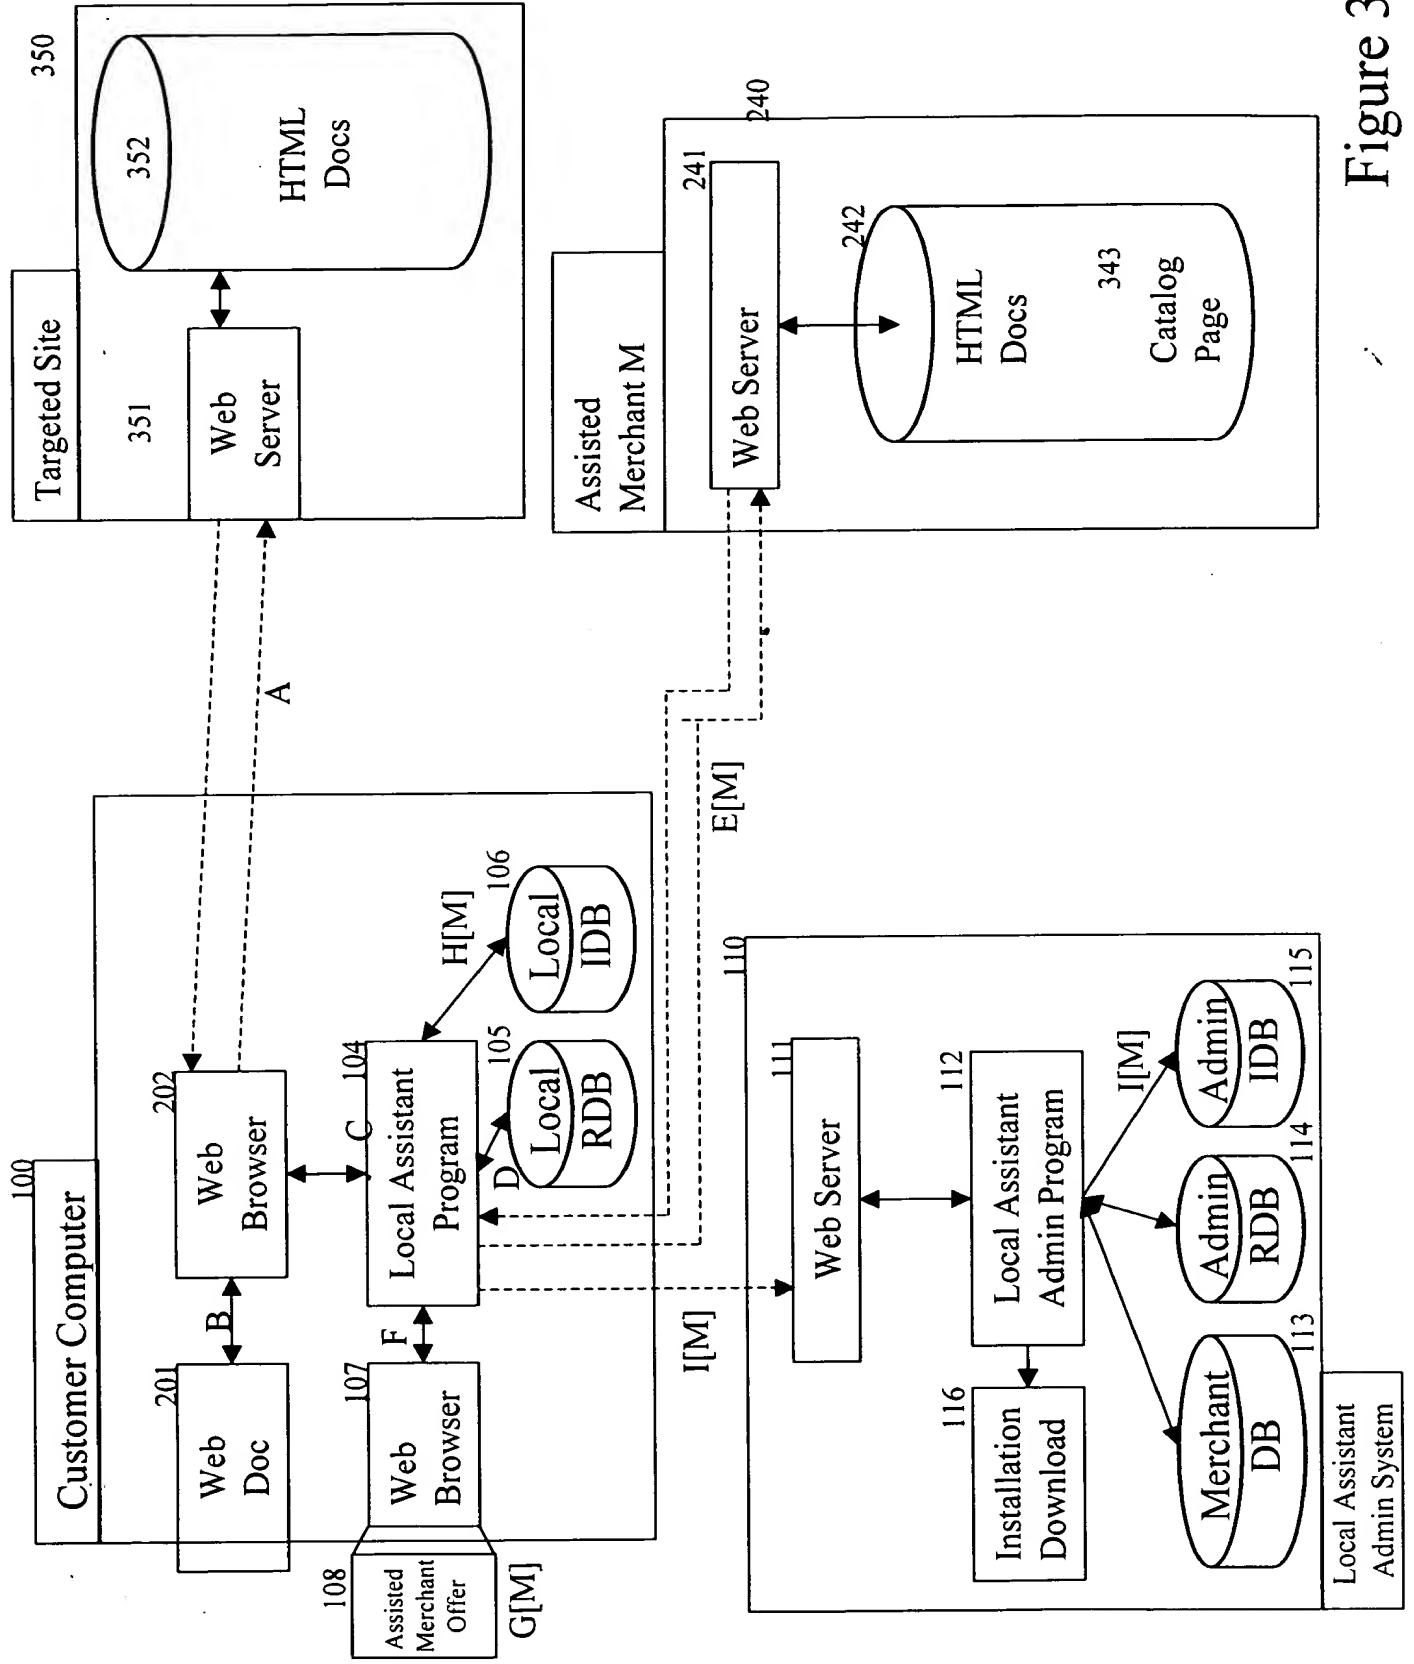 Customer Computer
100
201
Web
Doc
B
202
Web
Browser
A
Targeted Site
350
351
Web
Server
352
HTML
Docs
108
Assisted
Merchant
Offer
G[M]
107
Web
Browser
F
C
104
Local Assistant
Program
D
105
Local
RDB
H[M]
106
Local
IDB
I[M]
E[M]
Assisted
Merchant M
240
241
Web Server
242
HTML
Docs
343
Catalog
Page
110
111
Web Server
116
Installation
Download
112
Local Assistant
Admin Program
I[M]
Merchant
DB
113
Admin
RDB
114
Admin
IDB
115
Local Assistant
Admin System
Figure 3